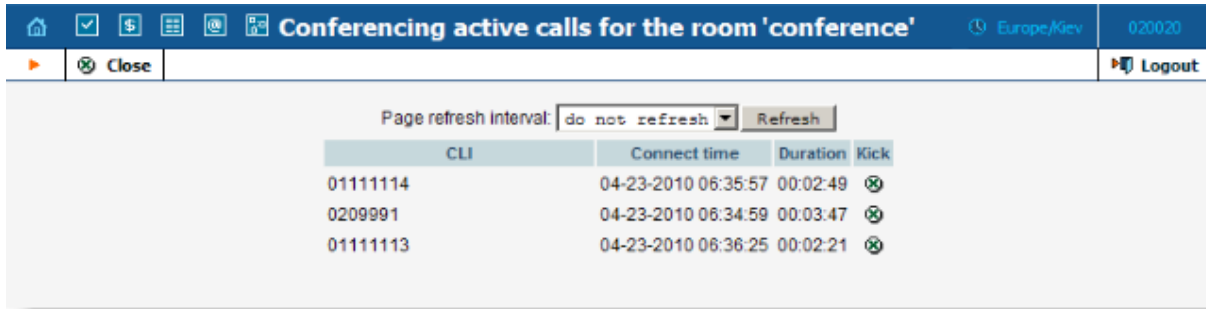 Conferencing active calls for the room 'conference' Europe/Kiev 020020
Close Logout
Page refresh interval: do not refresh Refresh
CLI Connect time Duration Kick
01111114 04-23-2010 06:35:57 00:02:49
0209991 04-23-2010 06:34:59 00:03:47
01111113 04-23-2010 06:36:25 00:02:21